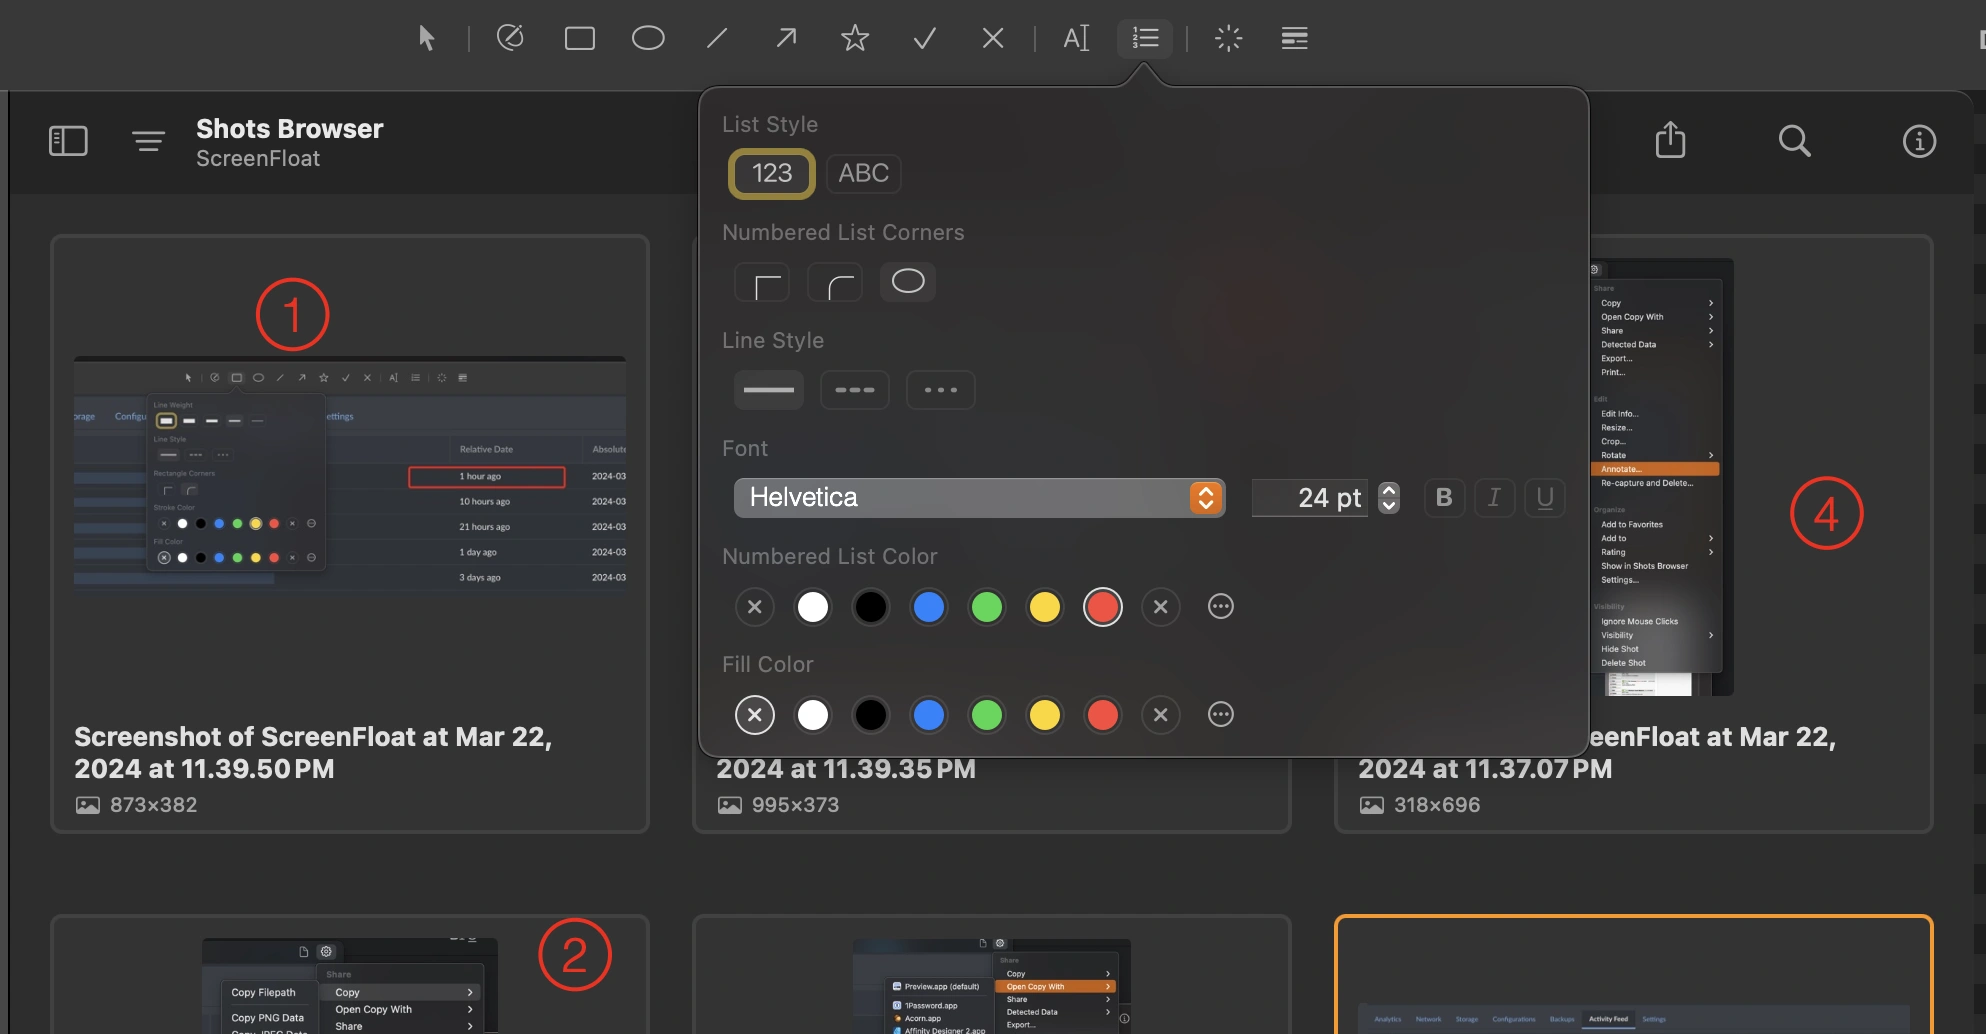 Shots Browser
ScreenFloat
List Style
123
ABC
Numbered List Corners
Line Style
Font
Helvetica
24 pt
B
I
U
Numbered List Color
Fill Color
1
Line Weight
Line Style
Rectangle Corners
Stroke Color
Fill Color
orage
Configu
ettings
Relative Date
Absolute
1 hour ago
2024-03
10 hours ago
2024-03
21 hours ago
2024-03
1 day ago
2024-03
3 days ago
2024-03
Screenshot of ScreenFloat at Mar 22,
2024 at 11.39.50 PM
873×382
2024 at 11.39.35 PM
995×373
Share
Copy
Open Copy With
Share
Detected Data
Export...
Print...
Edit
Edit Info...
Resize...
Crop...
Rotate
Annotate...
Re-capture and Delete...
Organize
Add to Favorites
Add to
Rating
Show in Shots Browser
Settings...
Visibility
Ignore Mouse Clicks
Visibility
Hide Shot
Delete Shot
4
eenFloat at Mar 22,
2024 at 11.37.07 PM
318×696
2
Share
Copy Filepath
Copy
Open Copy With
Copy PNG Data
Share
Share
Copy
Preview.app (default)
Open Copy With
1Password.app
Share
Acorn.app
Detected Data
Affinity Designer 2.app
Export...
Analytics
Network
Storage
Configurations
Backups
Activity Feed
Settings